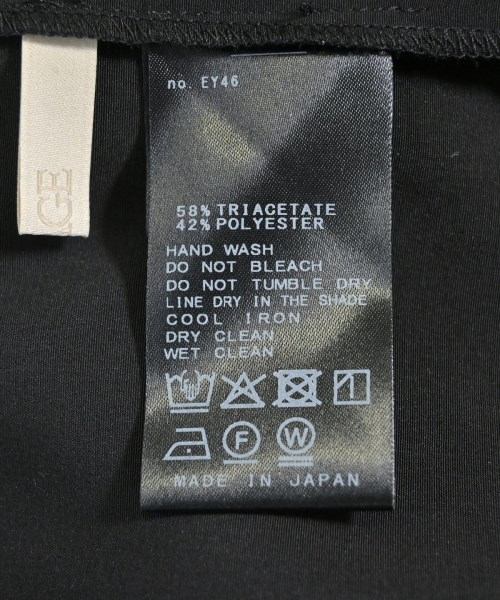 no. EY46
58% TRIACETATE
42% POLYESTER
HAND WASH
DO NOT BLEACH
DO NOT TUMBLE DRY
LINE DRY IN THE SHADE
COOL IRON
DRY CLEAN
WET CLEAN
F W
MADE IN JAPAN
GE